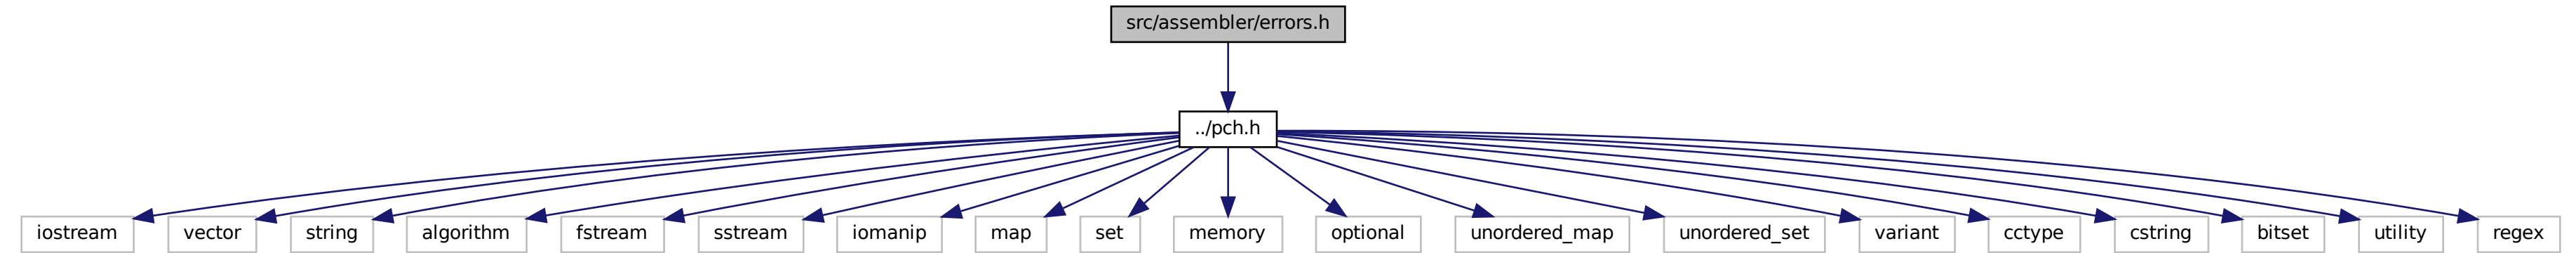 src/assembler/errors.h
../pch.h
iostream
vector
string
algorithm
fstream
sstream
iomanip
map
set
memory
optional
unordered_map
unordered_set
variant
cctype
cstring
bitset
utility
regex